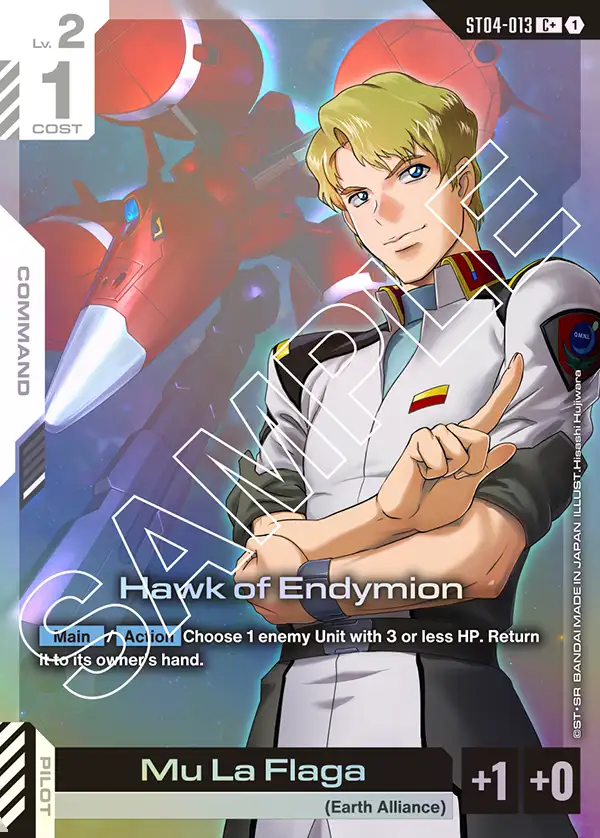 Lv. 2
1
COST
ST04-013 C+ 1
COMMAND
O.M.N.I.
SAMPLE
Hawk of Endymion
Main / Action Choose 1 enemy Unit with 3 or less HP. Return
it to its owner's hand.
©ST・SR BANDAI MADE IN JAPAN ILLUST.Hisashi Hujiwara
PILOT
Mu La Flaga
(Earth Alliance)
+1 +0